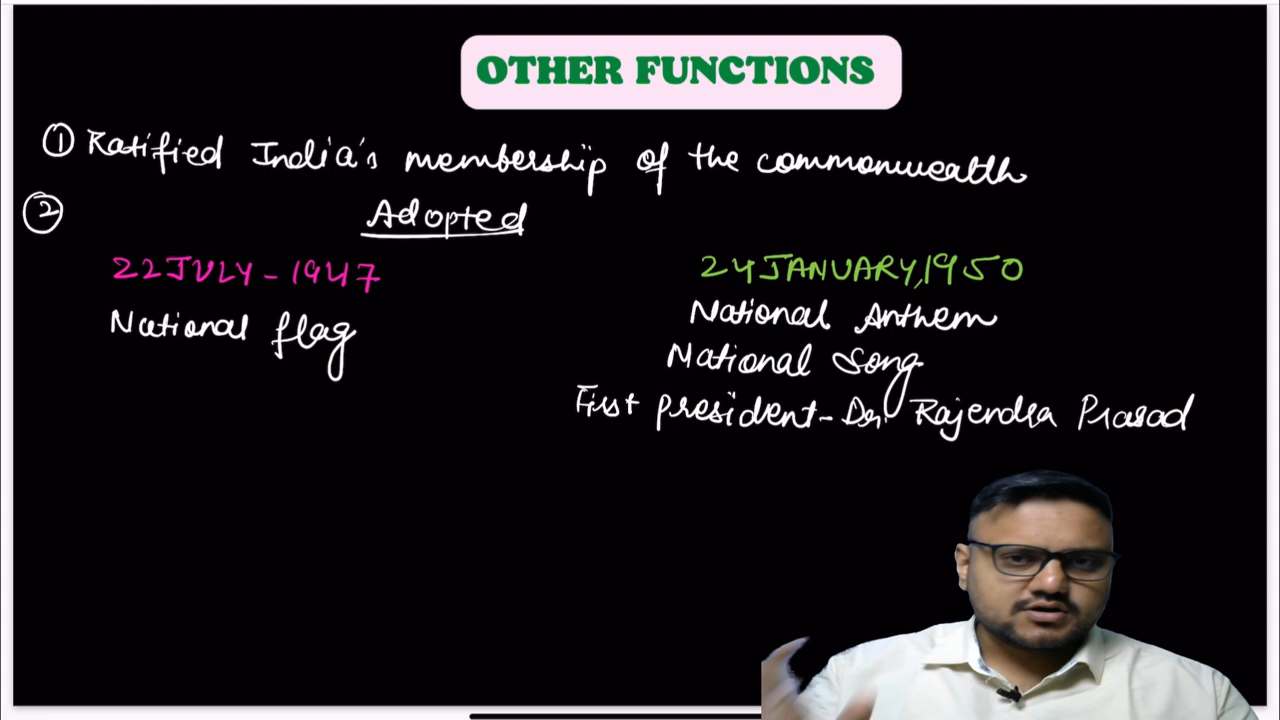 OTHER FUNCTIONS
① Ratified India's membership of the commonwealth
②
Adopted
22 JULY - 1947
24 JANUARY, 1950
National flag
National Anthem
National Song
First president - Dr. Rajendra Prasad